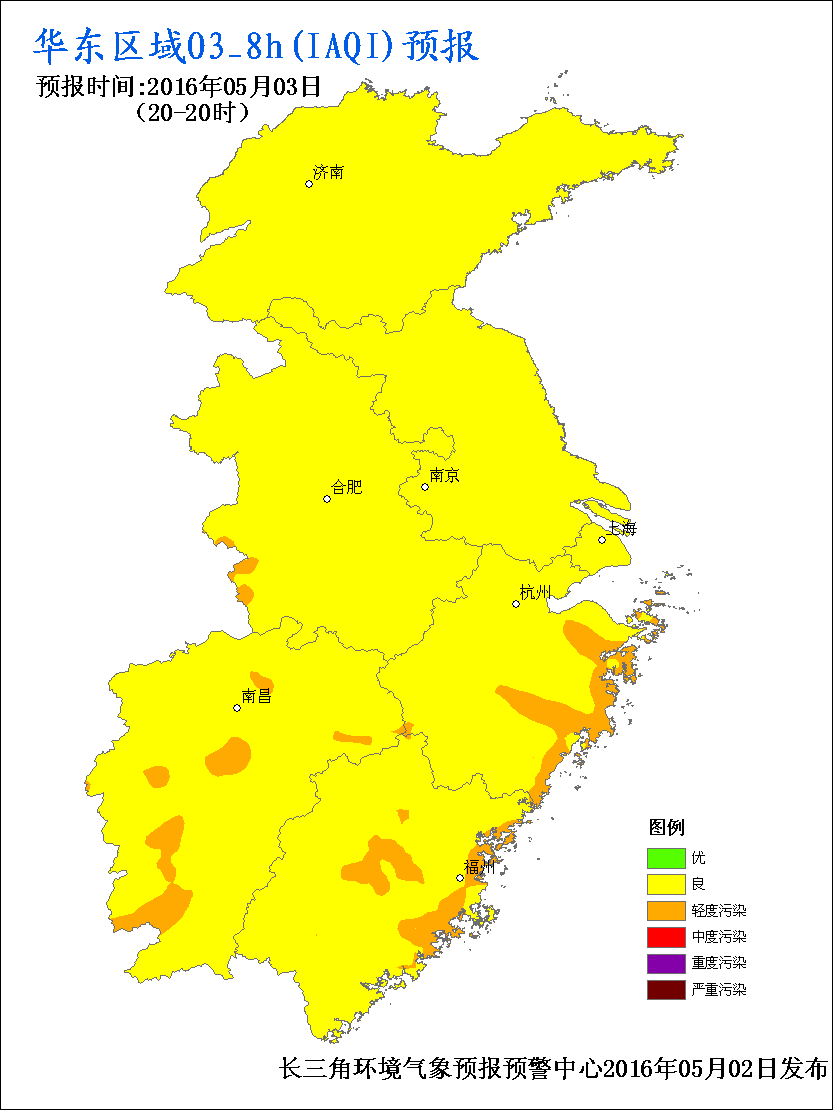 华东区域O3_8h(IAQI)预报
预报时间:2016年05月03日
(20-20时)
济南
南京
合肥
上海
杭州
南昌
福州
图例
优
良
轻度污染
中度污染
重度污染
严重污染
长三角环境气象预报预警中心2016年05月02日发布